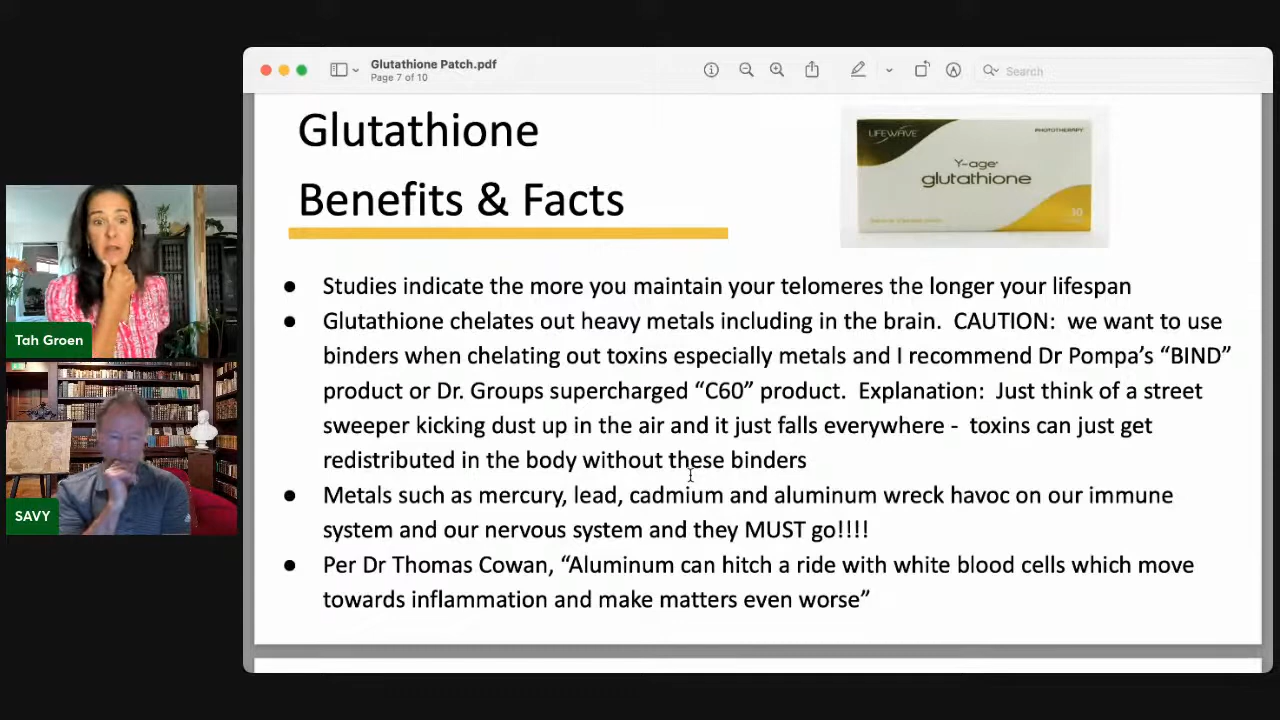 Glutathione Patch.pdf
Page 7 of 10
Search
Glutathione
Benefits & Facts
LIFEWAVE
PHOTOTHERAPY
Y-age
glutathione
30
● Studies indicate the more you maintain your telomeres the longer your lifespan
● Glutathione chelates out heavy metals including in the brain. CAUTION: we want to use
binders when chelating out toxins especially metals and I recommend Dr Pompa's “BIND”
product or Dr. Groups supercharged “C60” product. Explanation: Just think of a street
sweeper kicking dust up in the air and it just falls everywhere - toxins can just get
redistributed in the body without these binders
● Metals such as mercury, lead, cadmium and aluminum wreck havoc on our immune
system and our nervous system and they MUST go!!!!
● Per Dr Thomas Cowan, “Aluminum can hitch a ride with white blood cells which move
towards inflammation and make matters even worse”
Tah Groen
SAVY